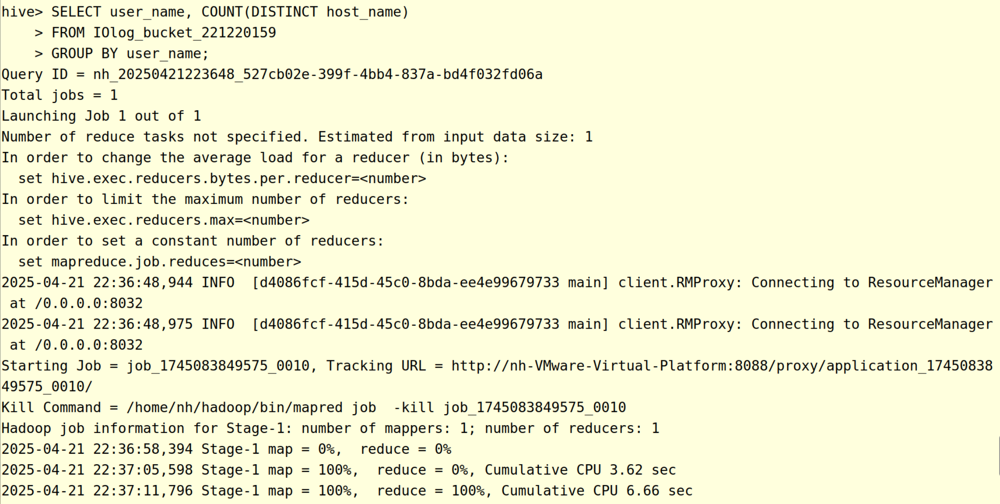 hive> SELECT user_name, COUNT(DISTINCT host_name)
    > FROM IOlog_bucket_221220159
    > GROUP BY user_name;
Query ID = nh_20250421223648_527cb02e-399f-4bb4-837a-bd4f032fd06a
Total jobs = 1
Launching Job 1 out of 1
Number of reduce tasks not specified. Estimated from input data size: 1
In order to change the average load for a reducer (in bytes):
  set hive.exec.reducers.bytes.per.reducer=<number>
In order to limit the maximum number of reducers:
  set hive.exec.reducers.max=<number>
In order to set a constant number of reducers:
  set mapreduce.job.reduces=<number>
2025-04-21 22:36:48,944 INFO  [d4086fcf-415d-45c0-8bda-ee4e99679733 main] client.RMProxy: Connecting to ResourceManager
 at /0.0.0.0:8032
2025-04-21 22:36:48,975 INFO  [d4086fcf-415d-45c0-8bda-ee4e99679733 main] client.RMProxy: Connecting to ResourceManager
 at /0.0.0.0:8032
Starting Job = job_1745083849575_0010, Tracking URL = http://nh-VMware-Virtual-Platform:8088/proxy/application_17450838
49575_0010/
Kill Command = /home/nh/hadoop/bin/mapred job  -kill job_1745083849575_0010
Hadoop job information for Stage-1: number of mappers: 1; number of reducers: 1
2025-04-21 22:36:58,394 Stage-1 map = 0%,  reduce = 0%
2025-04-21 22:37:05,598 Stage-1 map = 100%,  reduce = 0%, Cumulative CPU 3.62 sec
2025-04-21 22:37:11,796 Stage-1 map = 100%,  reduce = 100%, Cumulative CPU 6.66 sec